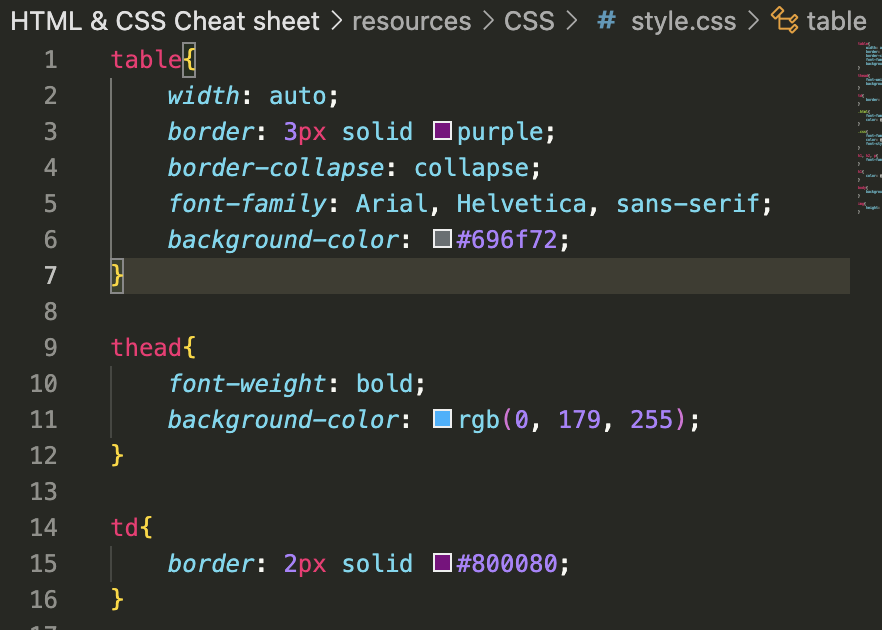 HTML & CSS Cheat sheet > resources > CSS > # style.css > table
1 table{
2 width: auto;
3 border: 3px solid purple;
4 border-collapse: collapse;
5 font-family: Arial, Helvetica, sans-serif;
6 background-color: #696f72;
7 }
8
9 thead{
10 font-weight: bold;
11 background-color: rgb(0, 179, 255);
12 }
13
14 td{
15 border: 2px solid #800080;
16 }
17